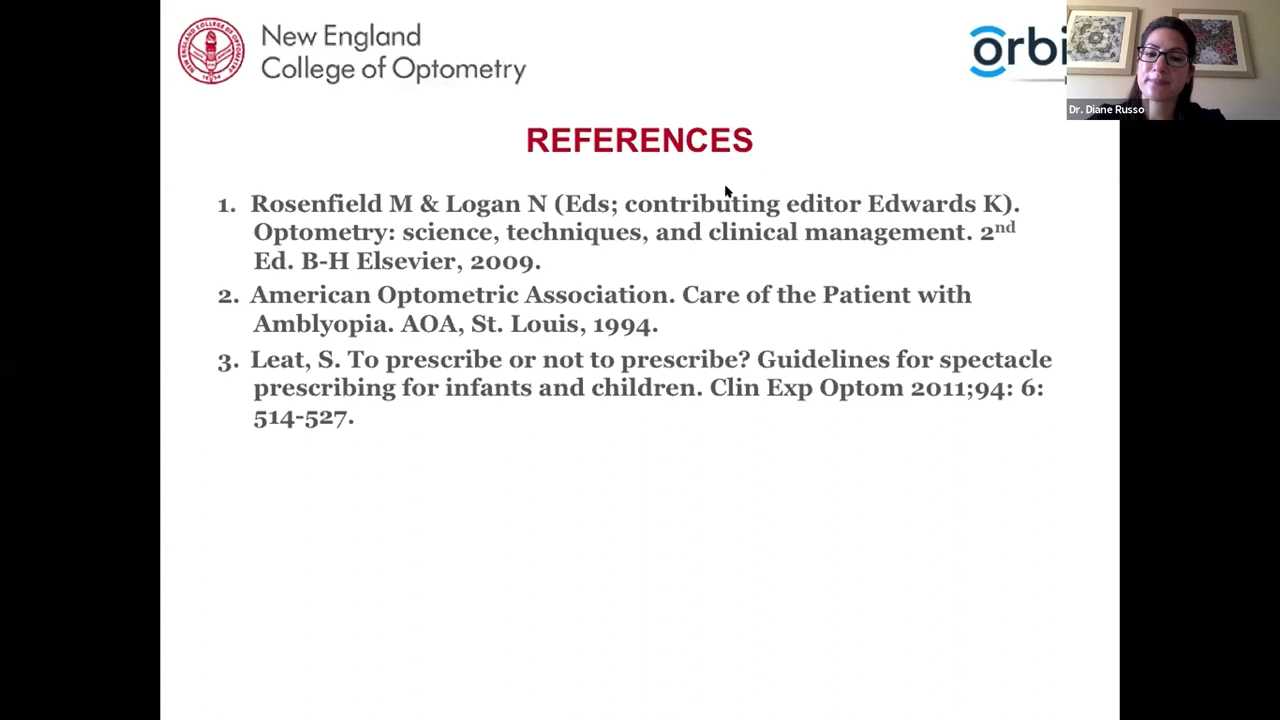 New England
College of Optometry
orbi
Dr. Diane Russo
REFERENCES
1. Rosenfield M & Logan N (Eds; contributing editor Edwards K).
Optometry: science, techniques, and clinical management. 2nd
Ed. B-H Elsevier, 2009.
2. American Optometric Association. Care of the Patient with
Amblyopia. AOA, St. Louis, 1994.
3. Leat, S. To prescribe or not to prescribe? Guidelines for spectacle
prescribing for infants and children. Clin Exp Optom 2011;94: 6:
514-527.